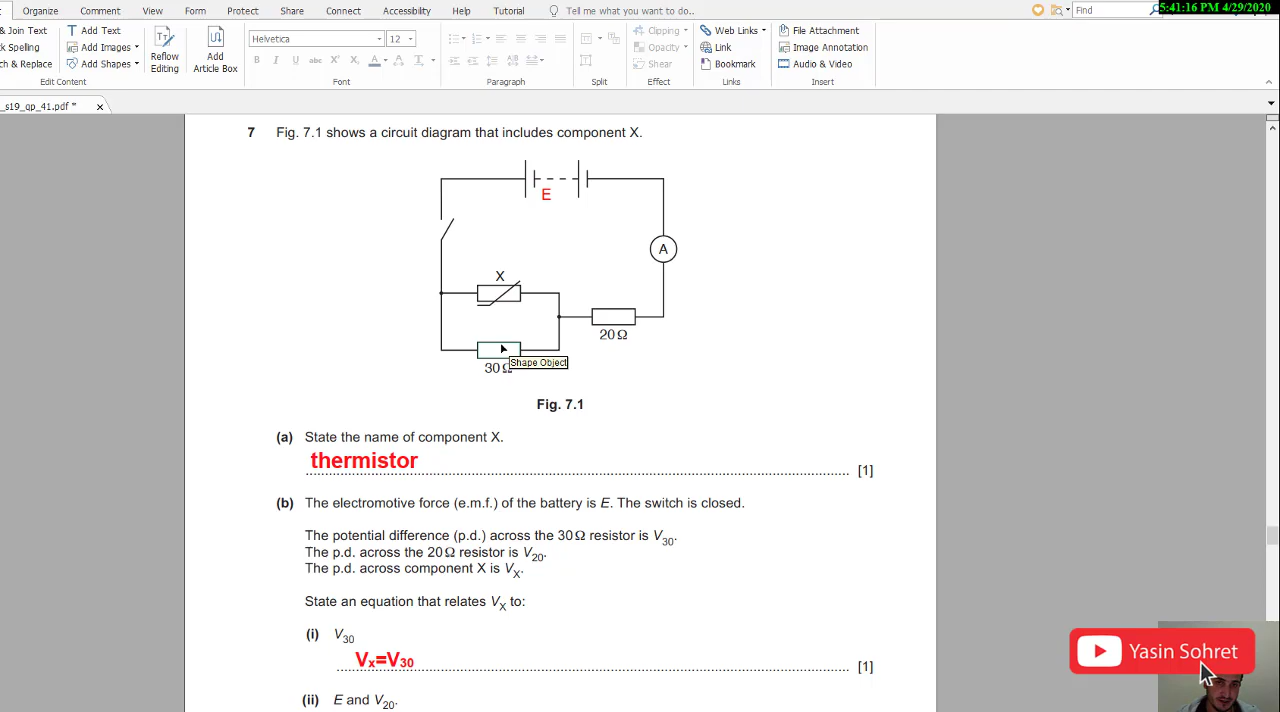 5:41:16 PM 4/29/2020
Organize View Form Protect Share Connect Accessibility Help Tutorial Tell me what you want to do.. Find
Comment
Join Text Add Text Web Links File Attachment
Spelling Add Images Link Image Annotation
& Replace Add Shapes Bookmark Audio & Video
Reflow Editing
Add Article Box
Helvetica 12
Clipping
Opacity
Shear
Edit Content Font Paragraph Split Effect Links Insert
_s19_qp_41.pdf *
7 Fig. 7.1 shows a circuit diagram that includes component X.
E
A
X
20 Ω
30 Ω
Shape Object
Fig. 7.1
(a) State the name of component X.
thermistor
[1]
(b) The electromotive force (e.m.f.) of the battery is E. The switch is closed.
The potential difference (p.d.) across the 30 Ω resistor is V30.
The p.d. across the 20 Ω resistor is V20.
The p.d. across component X is VX.
State an equation that relates VX to:
(i) V30
Vx=V30
[1]
(ii) E and V20.
Yasin Sohret